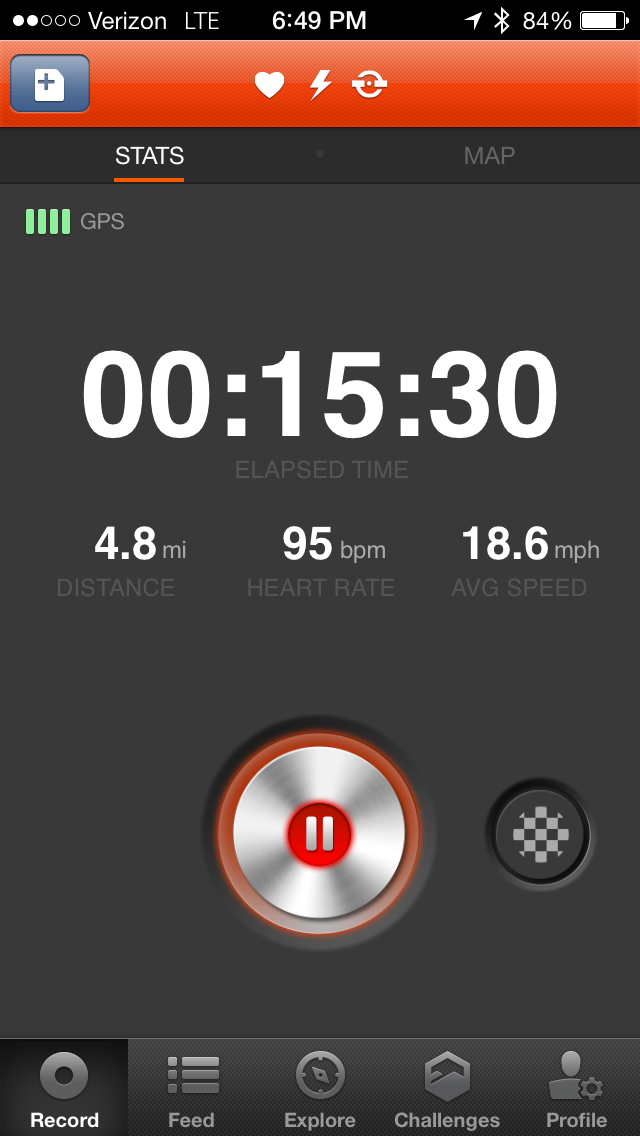 Verizon LTE 6:49 PM 84%
STATS MAP
GPS
00:15:30
ELAPSED TIME
4.8 mi 95 bpm 18.6 mph
DISTANCE HEART RATE AVG SPEED
Record Feed Explore Challenges Profile